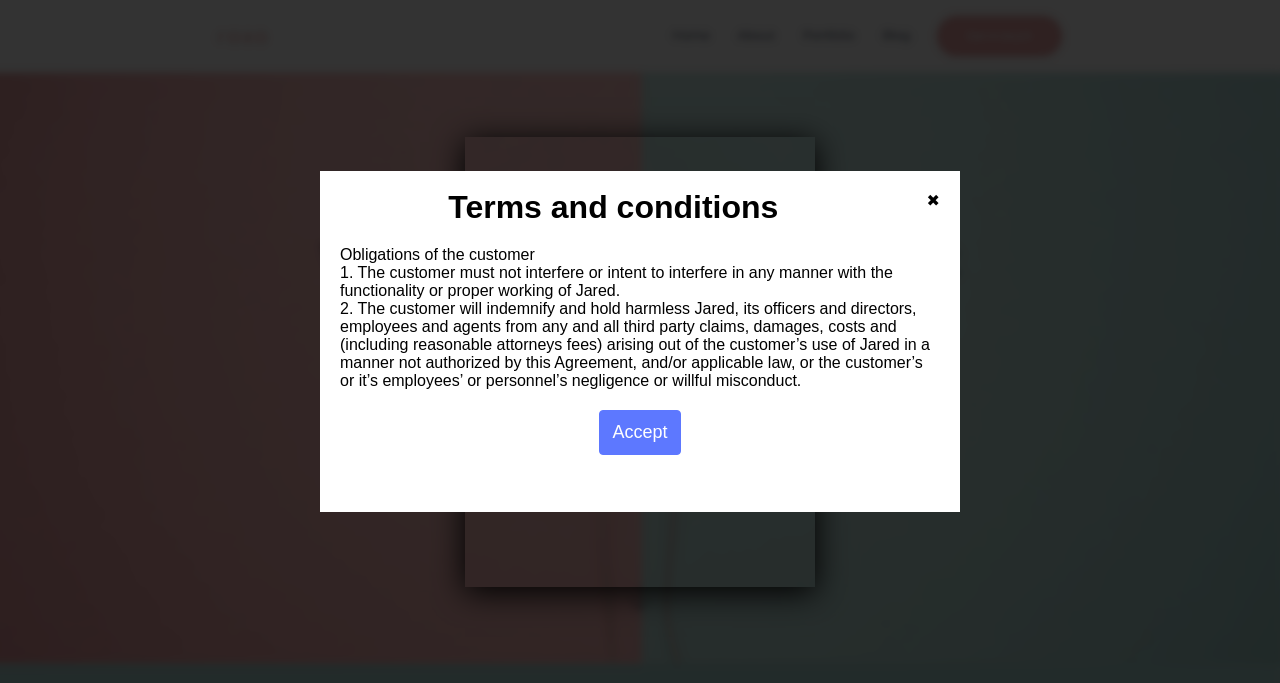 Terms and conditions
✖
Obligations of the customer
1. The customer must not interfere or intent to interfere in any manner with the
functionality or proper working of Jared.
2. The customer will indemnify and hold harmless Jared, its officers and directors,
employees and agents from any and all third party claims, damages, costs and
(including reasonable attorneys fees) arising out of the customer’s use of Jared in a
manner not authorized by this Agreement, and/or applicable law, or the customer’s
or it’s employees’ or personnel’s negligence or willful misconduct.
Accept